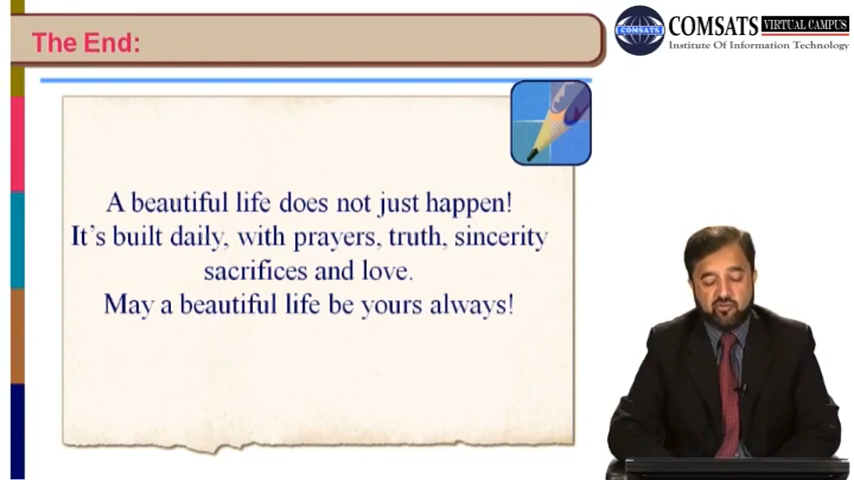 The End:
COMSATS VIRTUAL CAMPUS
COMSATS
Institute Of Information Technology
A beautiful life does not just happen!
It's built daily, with prayers, truth, sincerity
sacrifices and love.
May a beautiful life be yours always!